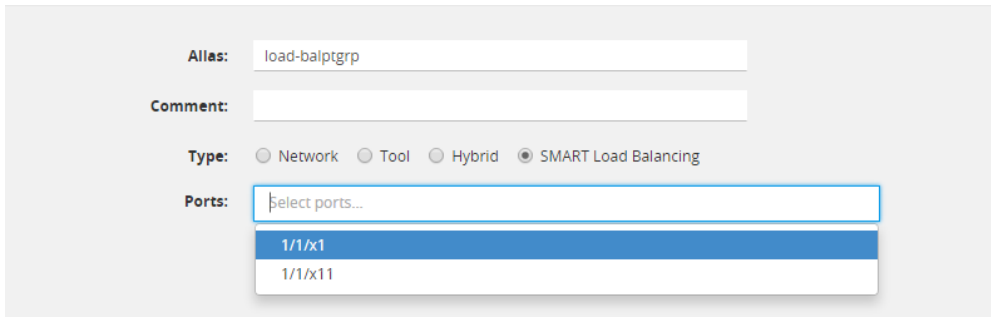 Alias: load-balptgrp
Comment:
Type: Network Tool Hybrid SMART Load Balancing
Ports: Select ports...
1/1/x1
1/1/x11